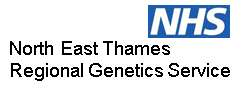 NHS
North East Thames
Regional Genetics Service